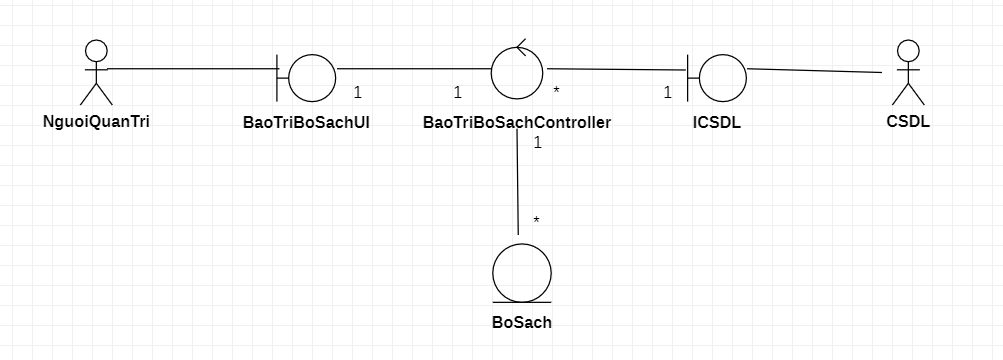 1 1 * 1
NguoiQuanTri BaoTriBoSachUI BaoTriBoSachController ICSDL CSDL
1
*
BoSach